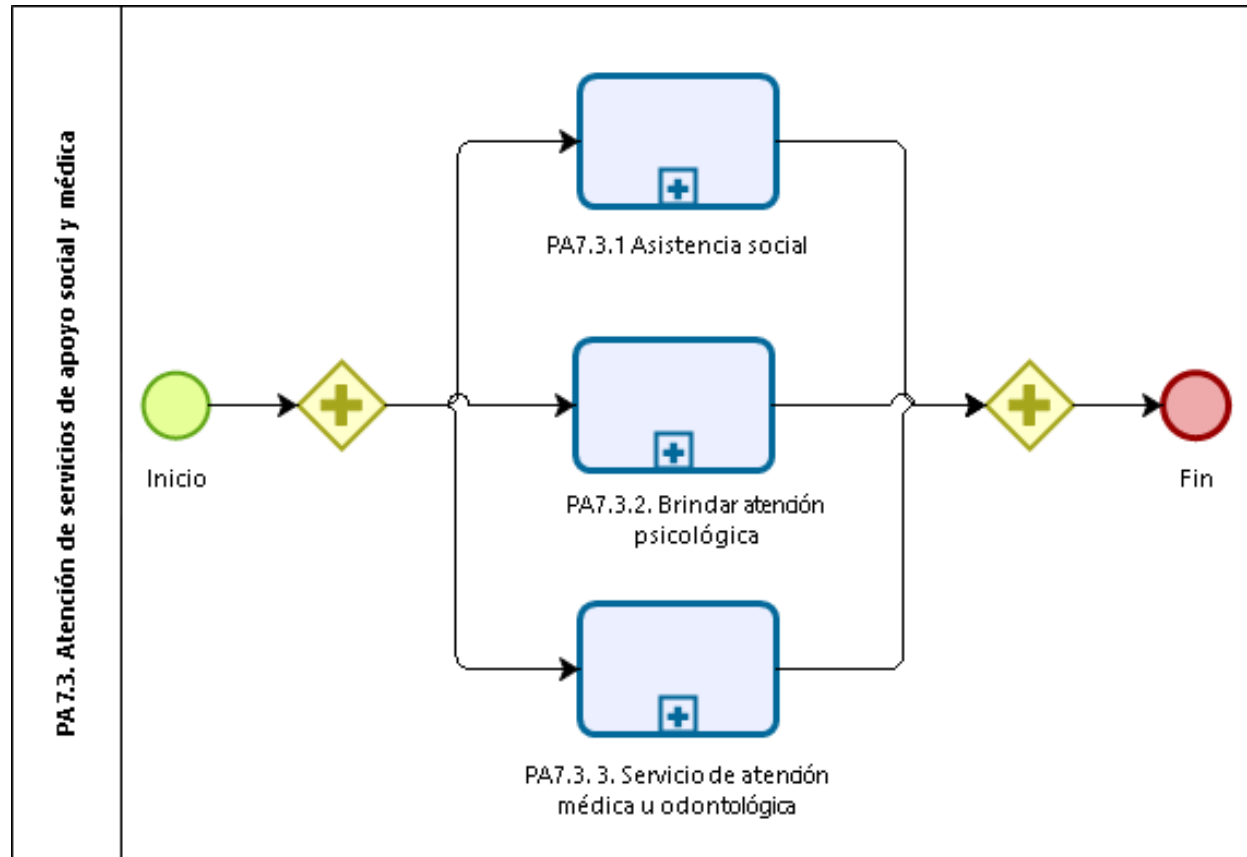 PA7.3. Atención de servicios de apoyo social y médica
PA7.3.1 Asistencia social
Inicio
PA7.3.2. Brindar atención
psicológica
Fin
PA7.3. 3. Servicio de atención
médica u odontológica